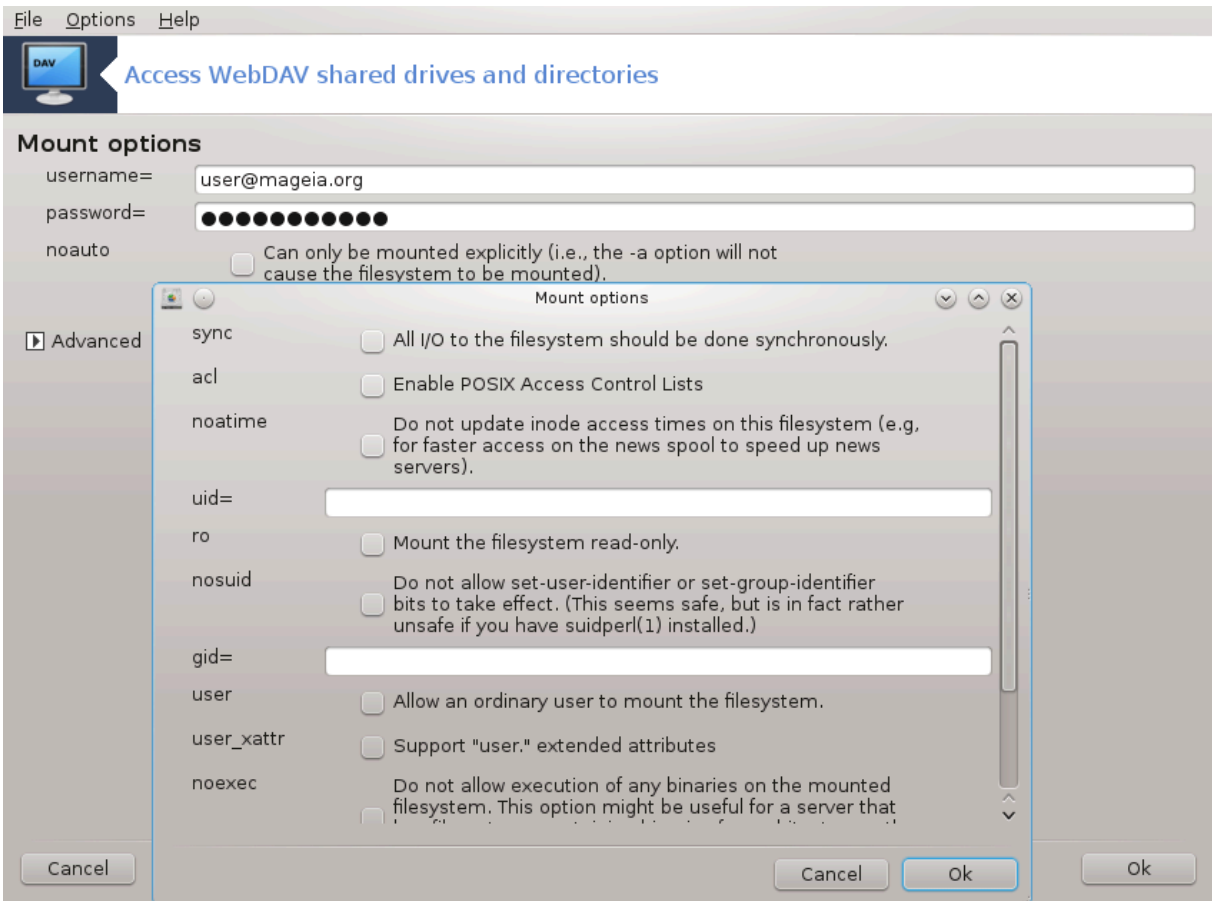 File Options Help
DAV
Access WebDAV shared drives and directories
Mount options
username=
user@mageia.org
password=
●●●●●●●●●●●
noauto
Can only be mounted explicitly (i.e., the -a option will not
cause the filesystem to be mounted).
Advanced
Mount options
sync
All I/O to the filesystem should be done synchronously.
acl
Enable POSIX Access Control Lists
noatime
Do not update inode access times on this filesystem (e.g,
for faster access on the news spool to speed up news
servers).
uid=
ro
Mount the filesystem read-only.
nosuid
Do not allow set-user-identifier or set-group-identifier
bits to take effect. (This seems safe, but is in fact rather
unsafe if you have suidperl(1) installed.)
gid=
user
Allow an ordinary user to mount the filesystem.
user_xattr
Support "user." extended attributes
noexec
Do not allow execution of any binaries on the mounted
filesystem. This option might be useful for a server that
Cancel
Ok
Cancel
Ok